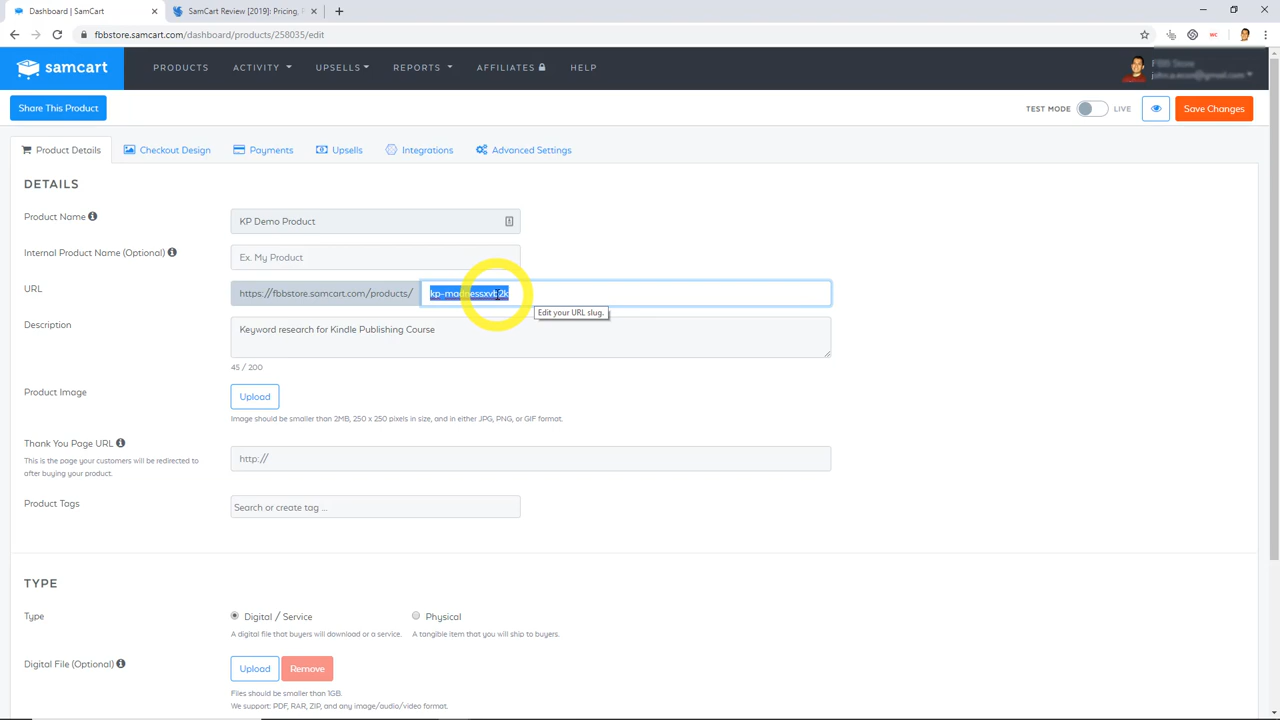 Dashboard | SamCart
SamCart Review [2019]: Pricing,
fbbstore.samcart.com/dashboard/products/258035/edit
samcart
PRODUCTS
ACTIVITY
UPSELLS
REPORTS
AFFILIATES
HELP
FBB Store
Share This Product
TEST MODE
LIVE
Save Changes
Product Details
Checkout Design
Payments
Upsells
Integrations
Advanced Settings
DETAILS
Product Name
KP Demo Product
Internal Product Name (Optional)
Ex. My Product
URL
https://fbbstore.samcart.com/products/
Edit your URL slug.
Description
Keyword research for Kindle Publishing Course
45 / 200
Product Image
Upload
Image should be smaller than 2MB, 250 x 250 pixels in size, and in either JPG, PNG, or GIF format.
Thank You Page URL
This is the page your customers will be redirected to
after buying your product.
http://
Product Tags
Search or create tag ...
TYPE
Type
Digital / Service
Physical
A digital file that buyers will download or a service.
A tangible item that you will ship to buyers.
Digital File (Optional)
Upload
Remove
Files should be smaller than 1GB.
We support: PDF, RAR, ZIP, and any image/audio/video format.